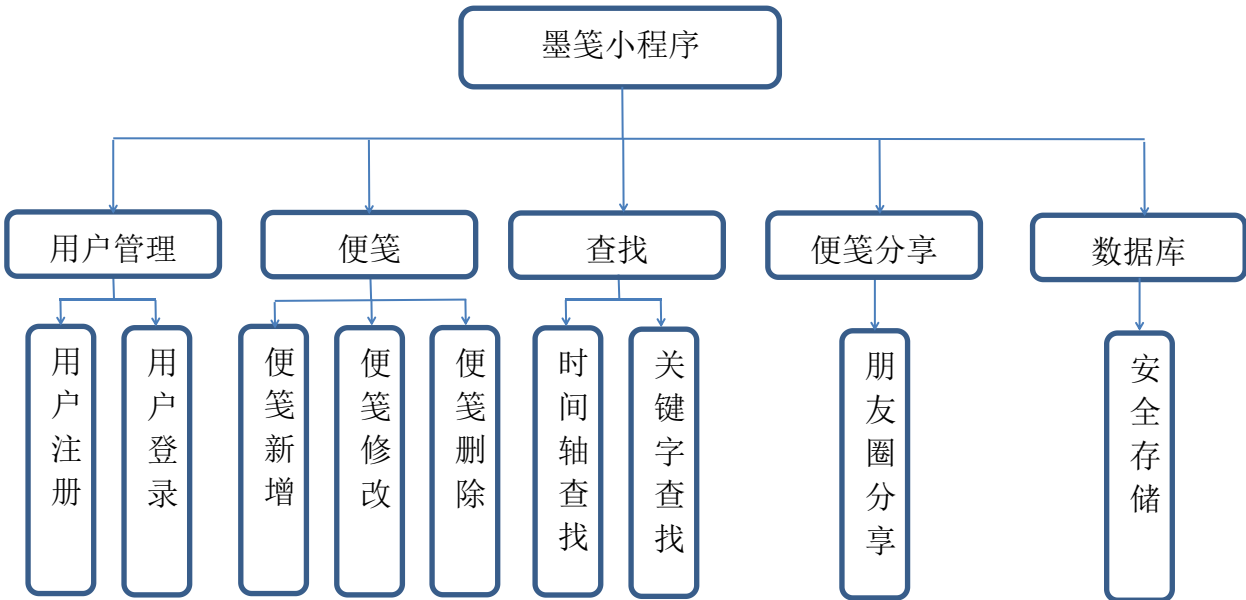 墨笺小程序
用户管理
便笺
查找
便笺分享
数据库
用户注册
用户登录
便笺新增
便笺修改
便笺删除
时间轴查找
关键字查找
朋友圈分享
安全存储